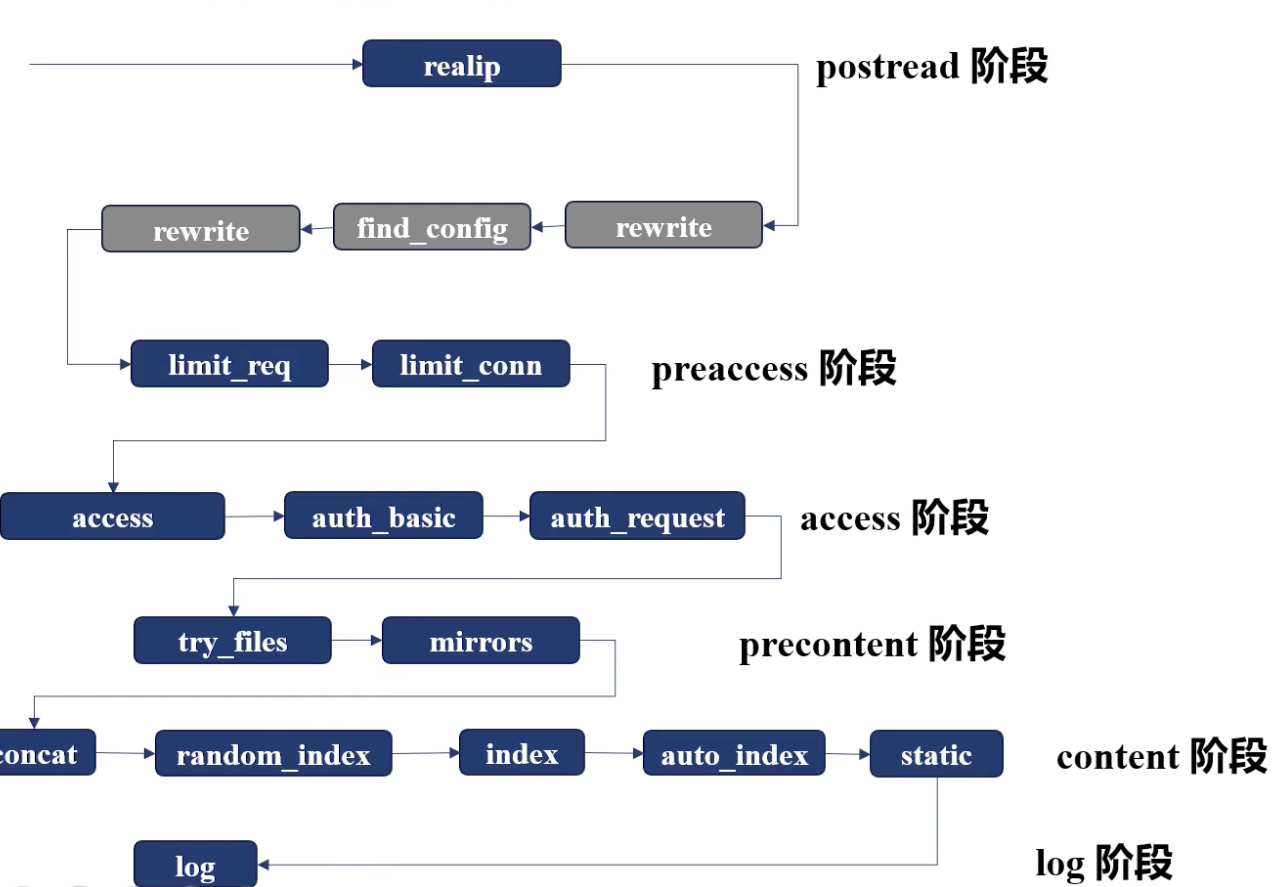 realip
postread 阶段
rewrite
find_config
rewrite
limit_req
limit_conn
preaccess 阶段
access
auth_basic
auth_request
access 阶段
try_files
mirrors
precontent 阶段
concat
random_index
index
auto_index
static
content 阶段
log
log 阶段